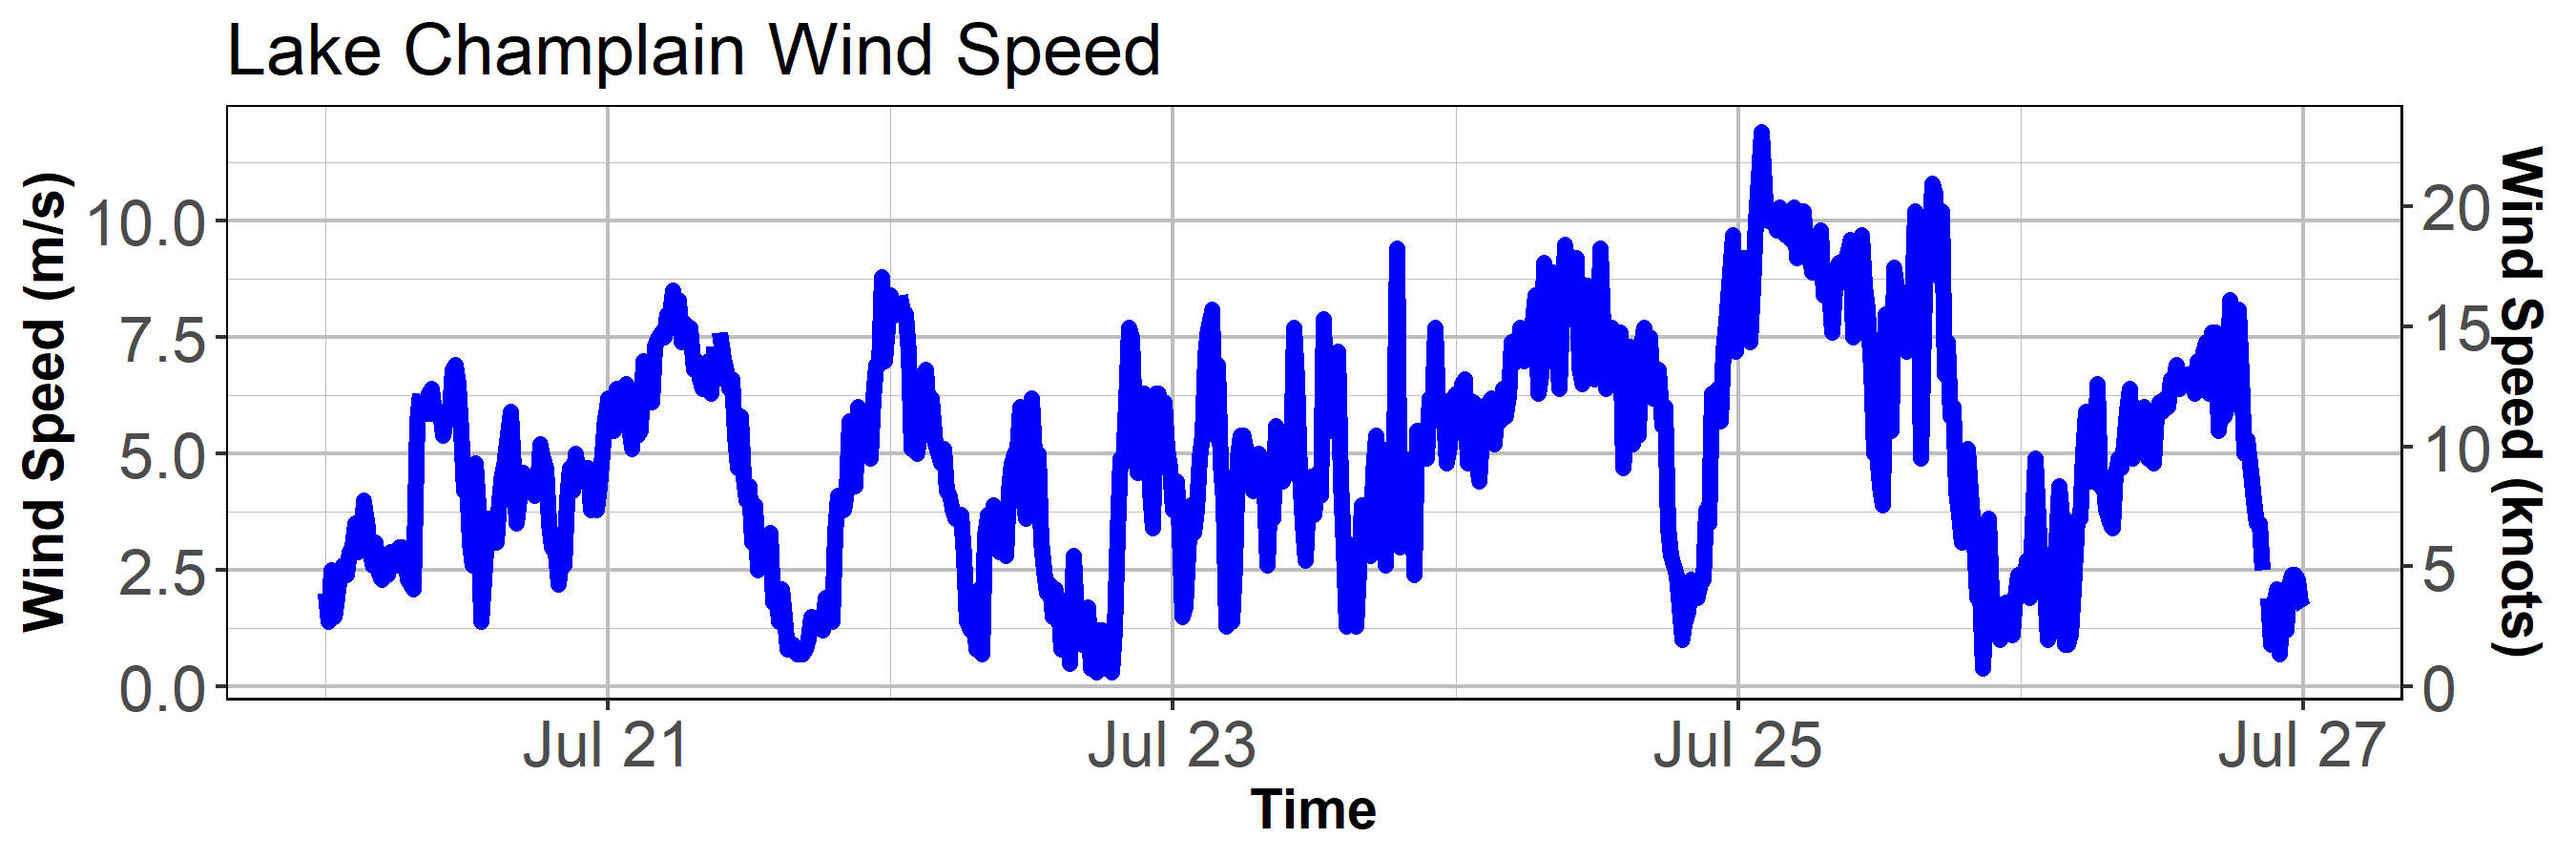 Lake Champlain Wind Speed
Wind Speed (m/s)
10.0
7.5
5.0
2.5
0.0
20
15
10
5
0
Wind Speed (knots)
Jul 21
Jul 23
Jul 25
Jul 27
Time